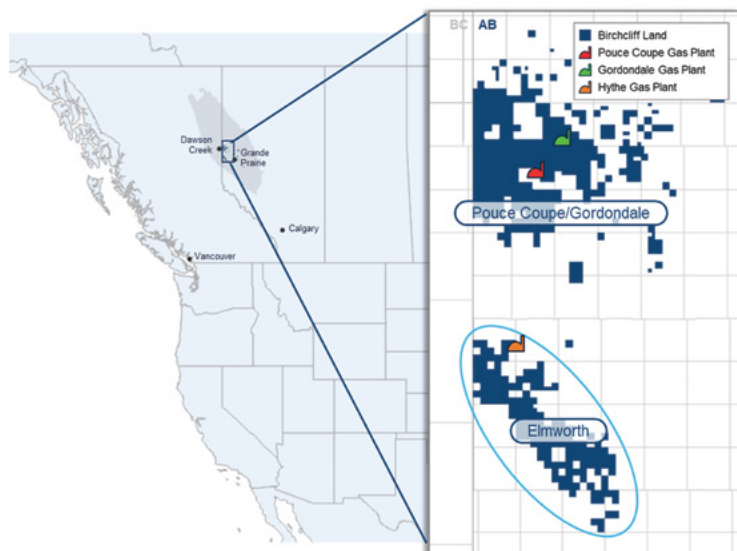 Dawson
Creek
Grande
Prairie
Calgary
Vancouver
BC
AB
Birchcliff Land
Pouce Coupe Gas Plant
Gordondale Gas Plant
Hythe Gas Plant
Pouce Coupe/Gordondale
Elmworth